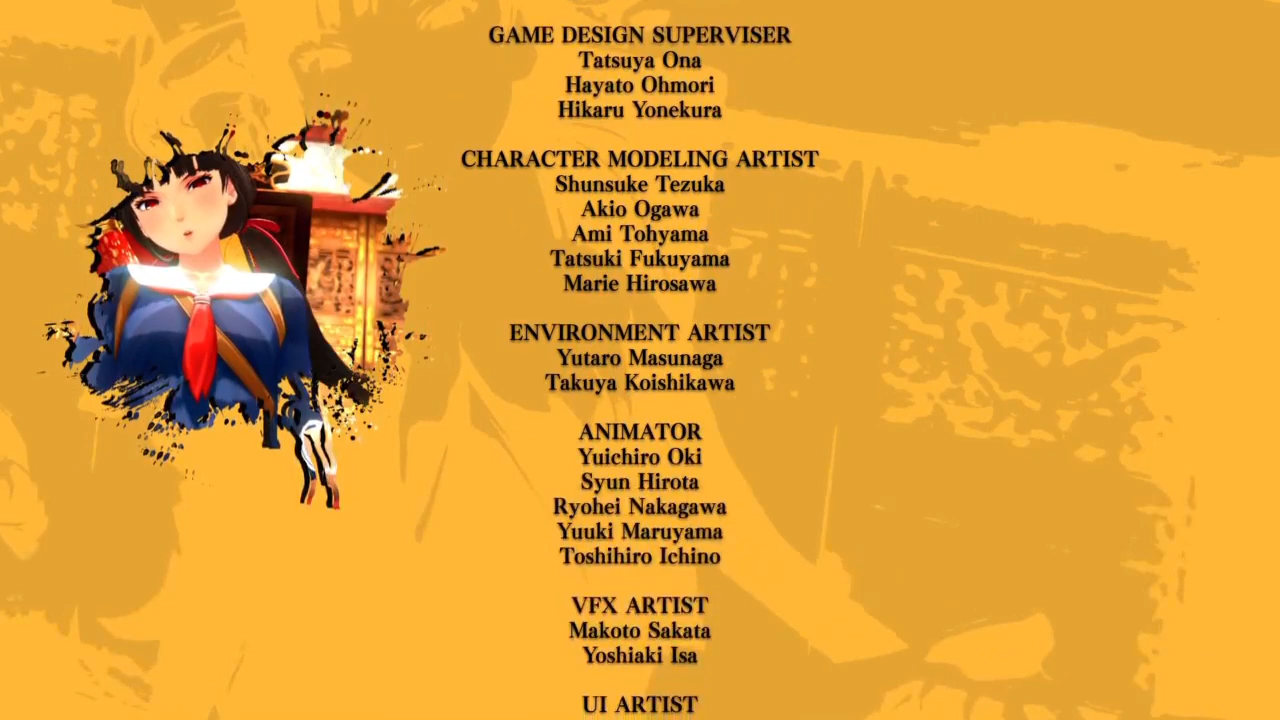 GAME DESIGN SUPERVISER
Tatsuya Ona
Hayato Ohmori
Hikaru Yonekura
CHARACTER MODELING ARTIST
Shunsuke Tezuka
Akio Ogawa
Ami Tohyama
Tatsuki Fukuyama
Marie Hirosawa
ENVIRONMENT ARTIST
Yutaro Masunaga
Takuya Koishikawa
ANIMATOR
Yuichiro Oki
Syun Hirota
Ryohei Nakagawa
Yuuki Maruyama
Toshihiro Ichino
VFX ARTIST
Makoto Sakata
Yoshiaki Isa
UI ARTIST